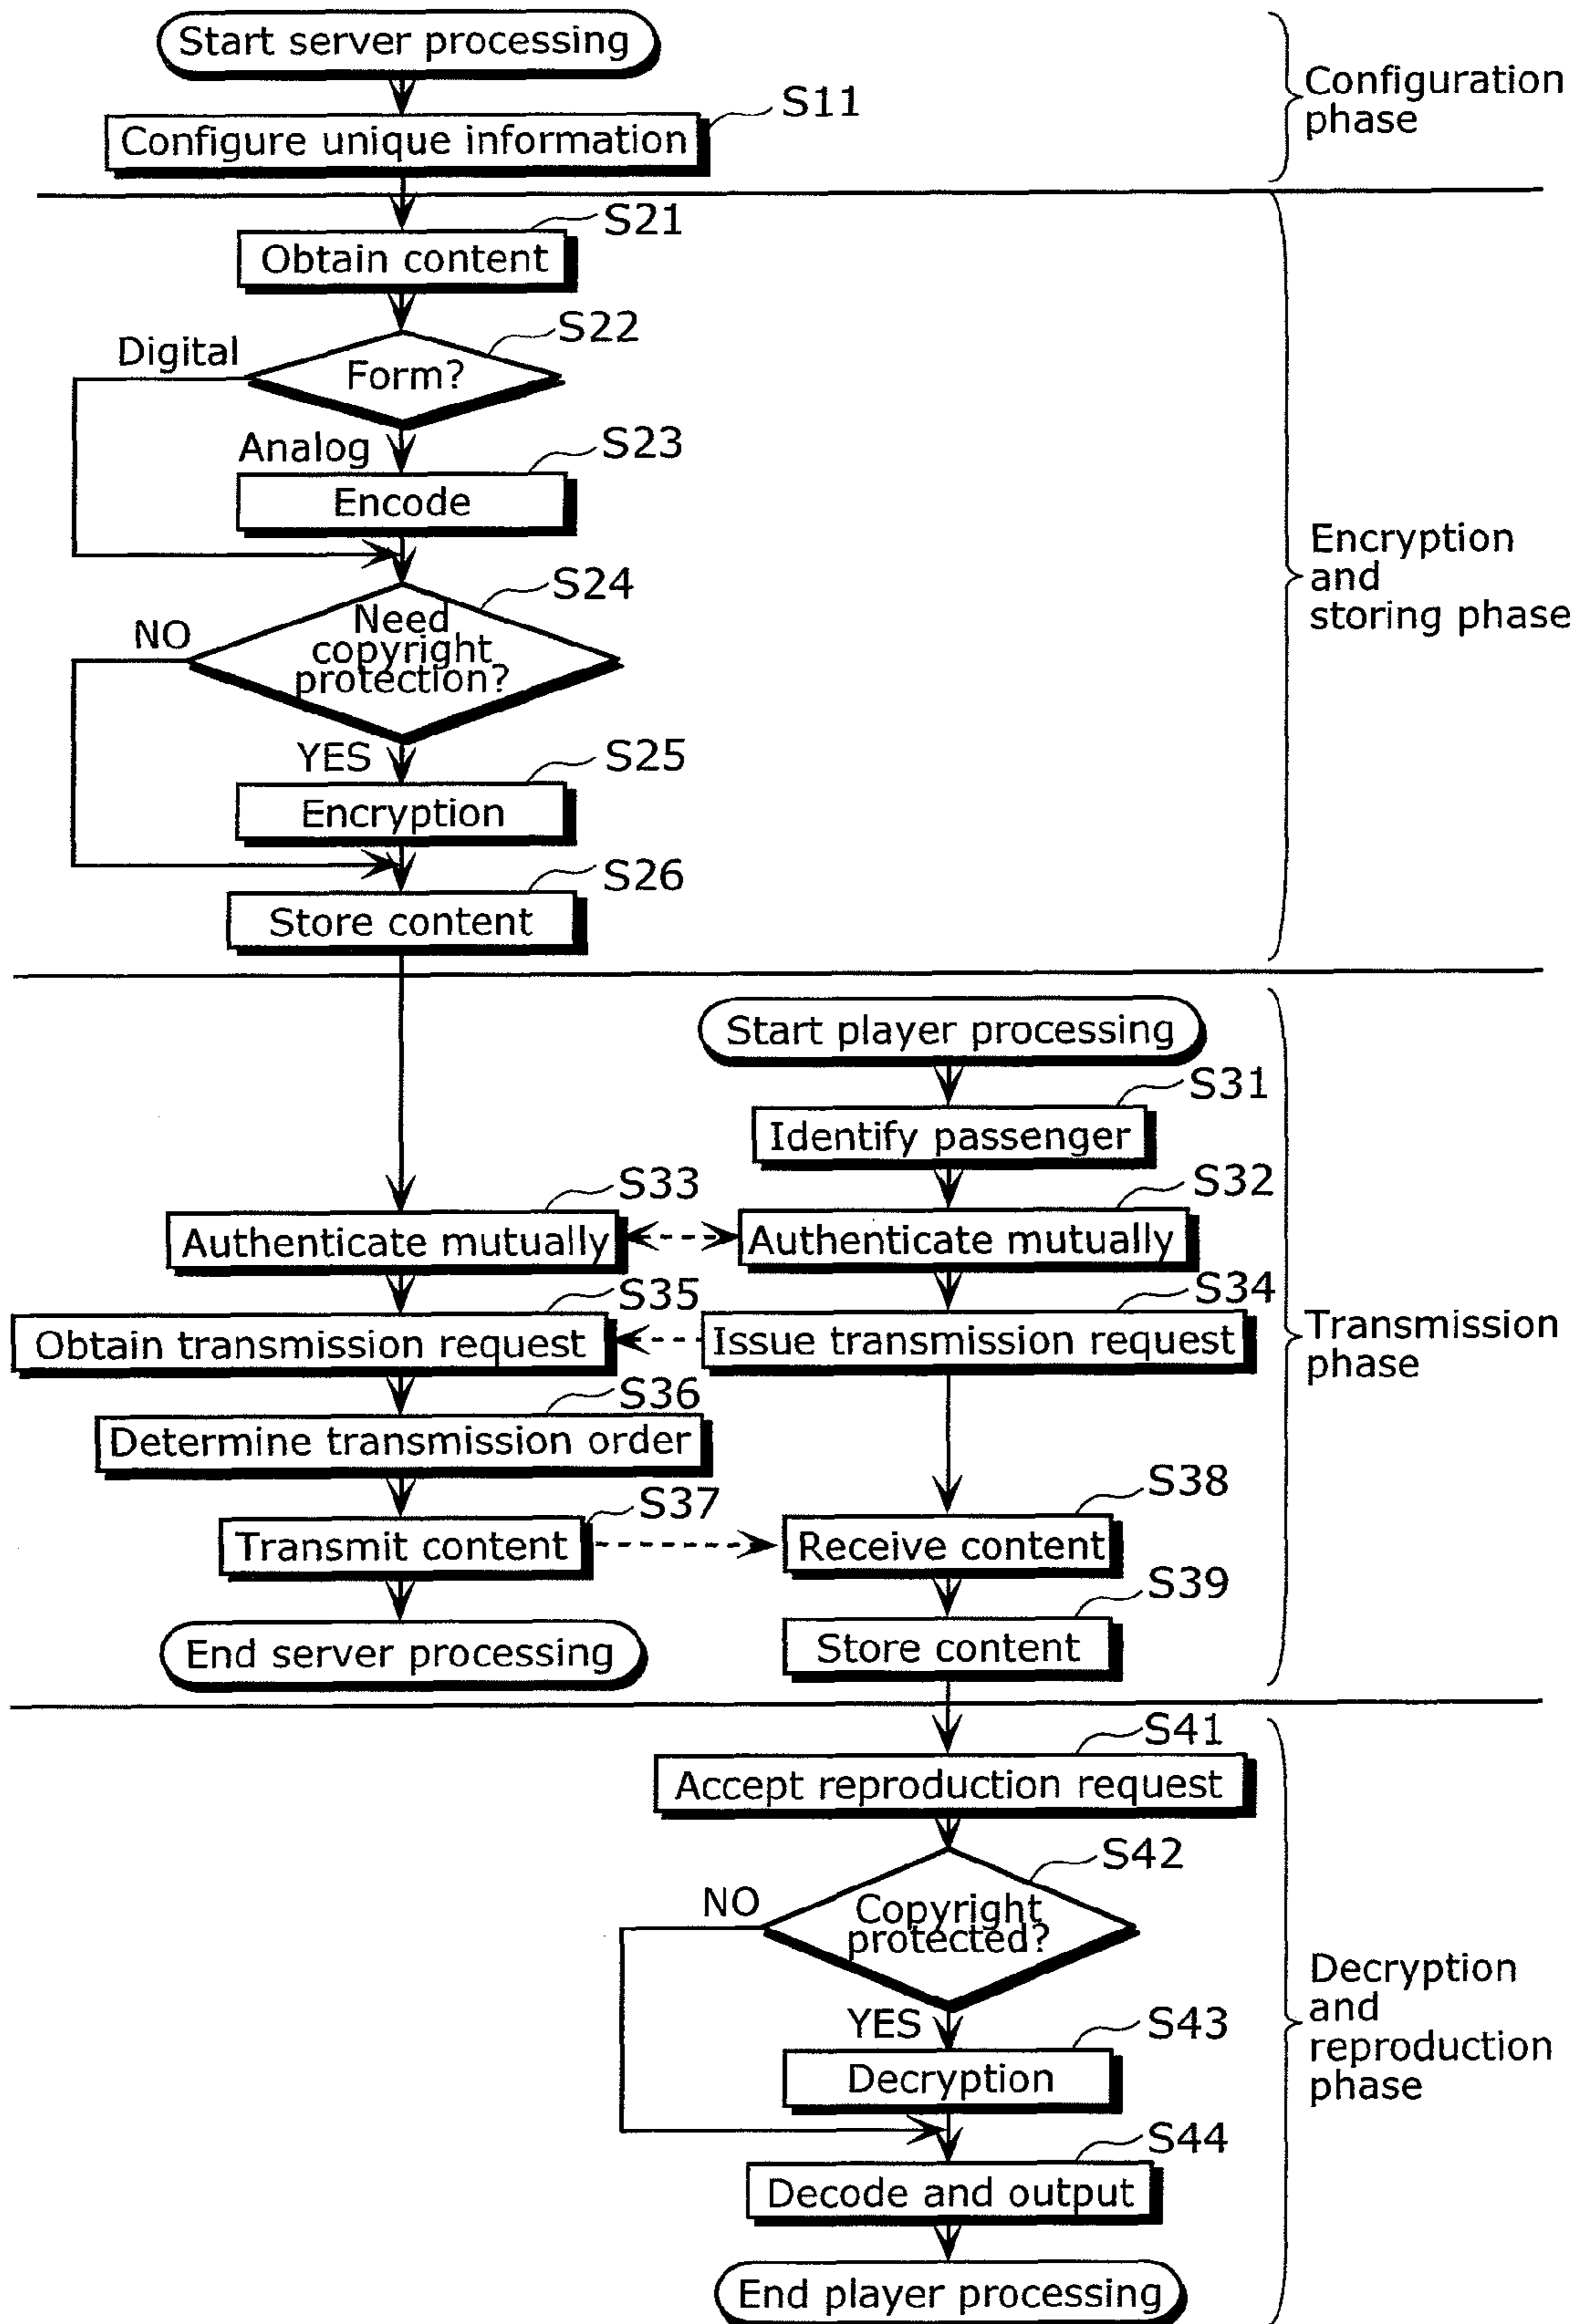 Start server processing
S11
Configure unique information
Configuration
phase
S21
Obtain content
S22
Digital
Form?
Analog
S23
Encode
S24
NO
Need
copyright
protection?
YES
S25
Encryption
S26
Store content
Encryption
and
storing phase
Start player processing
S31
Identify passenger
S33
S32
Authenticate mutually
Authenticate mutually
S35
S34
Obtain transmission request
Issue transmission request
S36
Determine transmission order
S37
S38
Transmit content
Receive content
S39
End server processing
Store content
Transmission
phase
S41
Accept reproduction request
S42
NO
Copyright
protected?
YES
S43
Decryption
S44
Decode and output
End player processing
Decryption
and
reproduction
phase